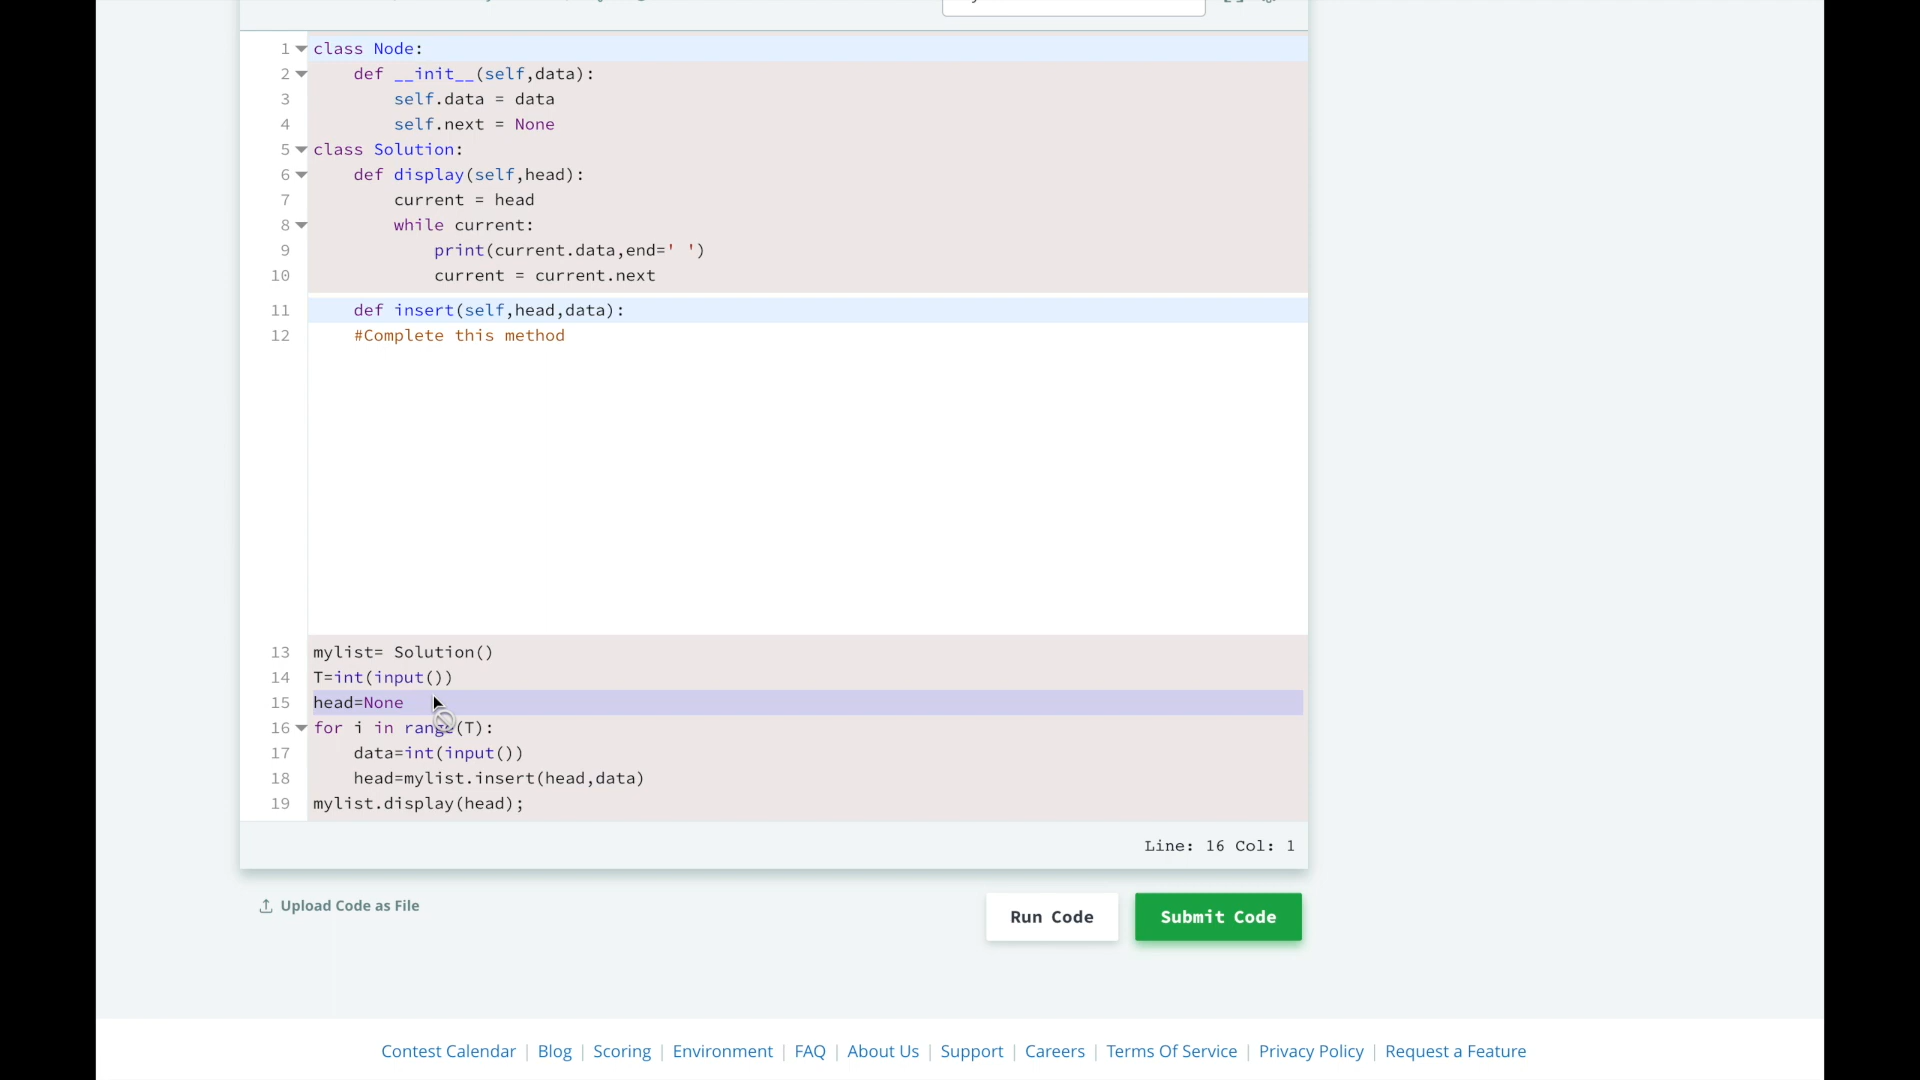 1 class Node:
2 def __init__(self,data):
3 self.data = data
4 self.next = None
5 class Solution:
6 def display(self,head):
7 current = head
8 while current:
9 print(current.data,end=' ')
10 current = current.next
11 def insert(self,head,data):
12 #Complete this method
13 mylist= Solution()
14 T=int(input())
15 head=None
16 for i in range(T):
17 data=int(input())
18 head=mylist.insert(head,data)
19 mylist.display(head);
Line: 16 Col: 1
Upload Code as File
Run Code
Submit Code
Contest Calendar | Blog | Scoring | Environment | FAQ | About Us | Support | Careers | Terms Of Service | Privacy Policy | Request a Feature